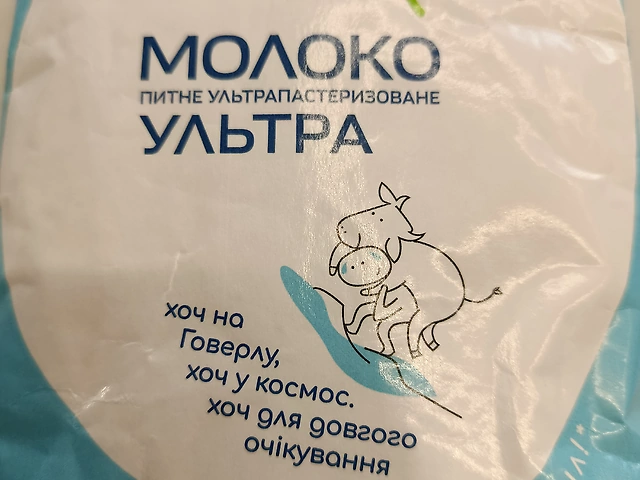 МОЛОКО
ПИТНЕ УЛЬТРАПАСТЕРИЗОВАНЕ
УЛЬТРА
хоч на
Говерлу,
хоч у космос.
хоч для довгого
очікування